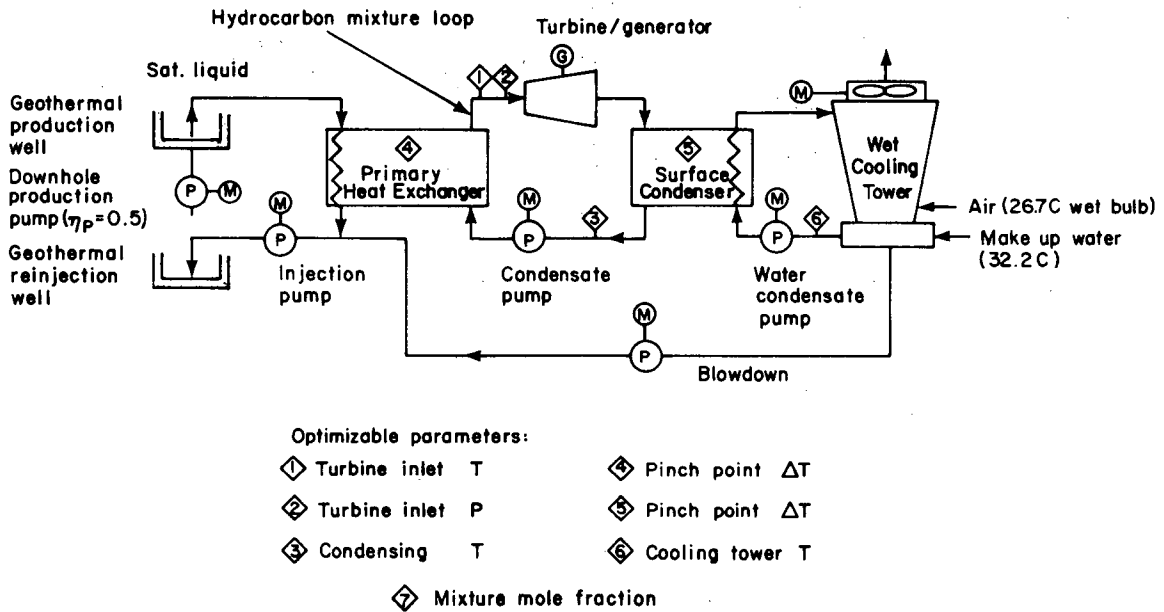 Hydrocarbon mixture loop
Turbine/generator
Sat. liquid
Geothermal
production
well
Downhole
production
pump (ηP=0.5)
Geothermal
reinjection
well
P
M
M
P
Injection
pump
4
Primary
Heat Exchanger
1
2
G
M
P
3
Condensate
pump
5
Surface
Condenser
M
P
6
Water
condensate
pump
M
Wet
Cooling
Tower
Air (26.7C wet bulb)
Make up water
(32.2C)
M
P
Blowdown
Optimizable parameters:
1 Turbine inlet T
2 Turbine inlet P
3 Condensing T
4 Pinch point ΔT
5 Pinch point ΔT
6 Cooling tower T
7 Mixture mole fraction